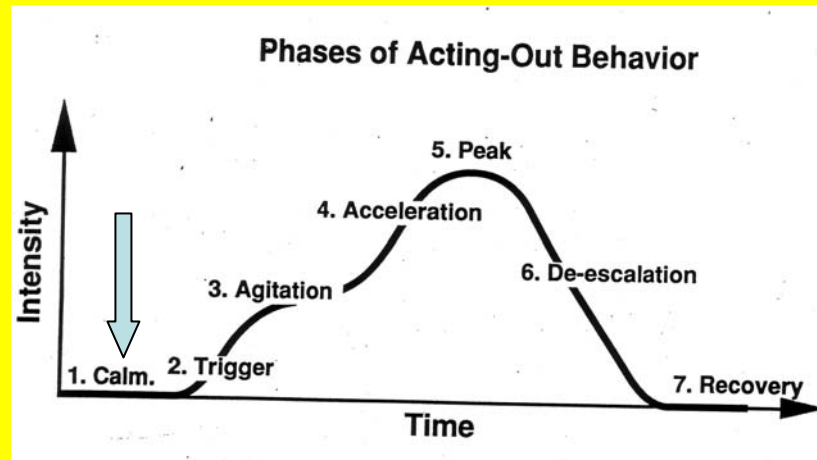 Phases of Acting-Out Behavior
5. Peak
4. Acceleration
6. De-escalation
3. Agitation
Intensity
1. Calm.
2. Trigger
7. Recovery
Time